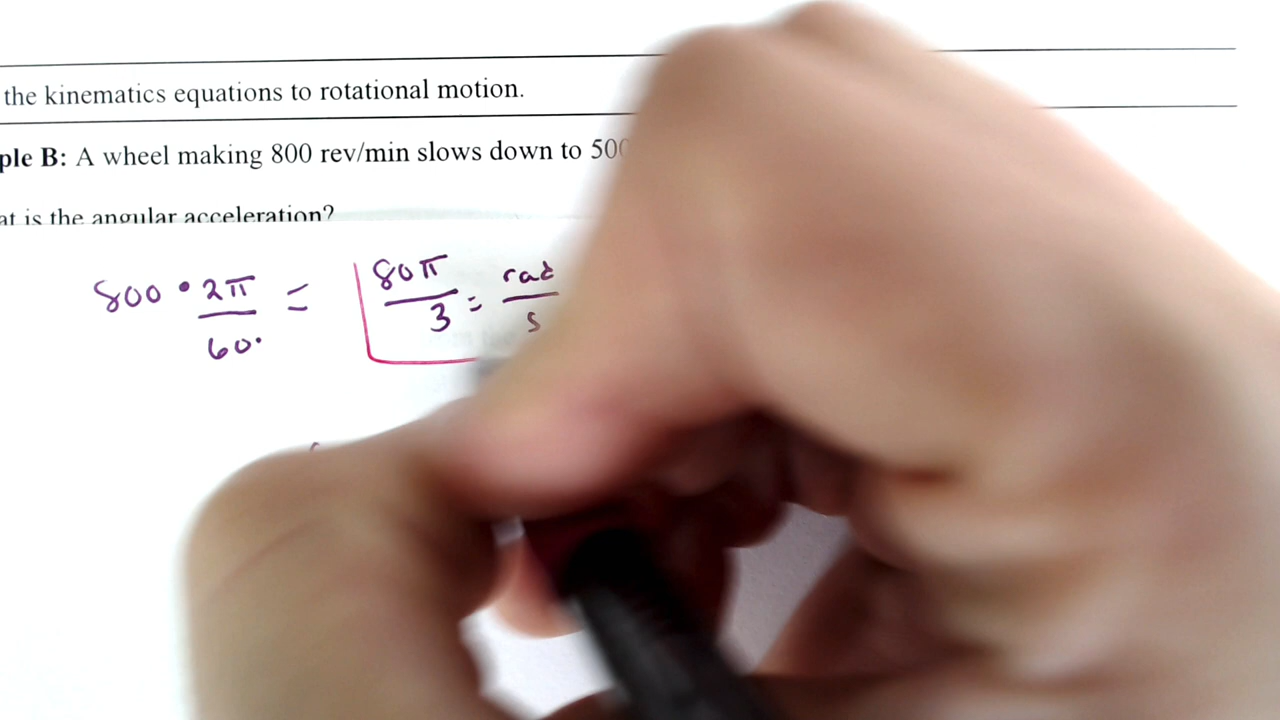 the kinematics equations to rotational motion.
ple B: A wheel making 800 rev/min slows down to 500
at is the angular acceleration?
800 • 2π/60 = 80π/3 = rad/s